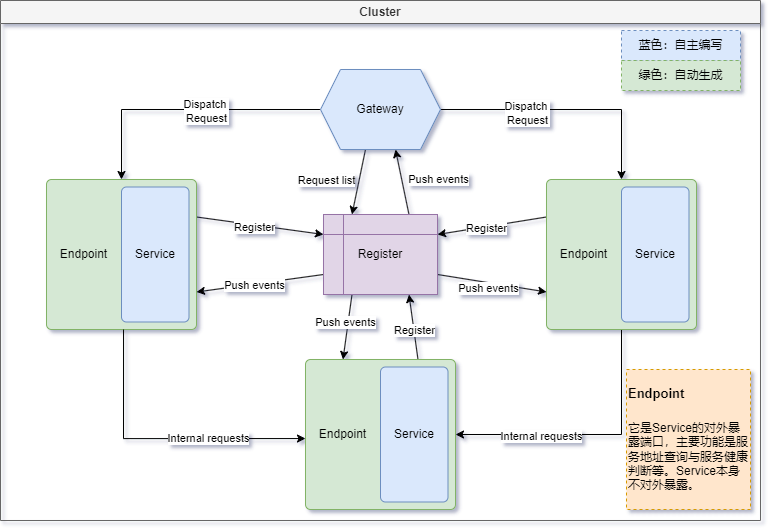 Cluster
蓝色：自主编写
绿色：自动生成
Gateway
Dispatch
Request
Dispatch
Request
Request list
Push events
Endpoint
Service
Register
Register
Register
Endpoint
Service
Push events
Push events
Push events
Register
Endpoint
Service
Internal requests
Internal requests
Endpoint
它是Service的对外暴
露端口，主要功能是服
务地址查询与服务健康
判断等。Service本身
不对外暴露。